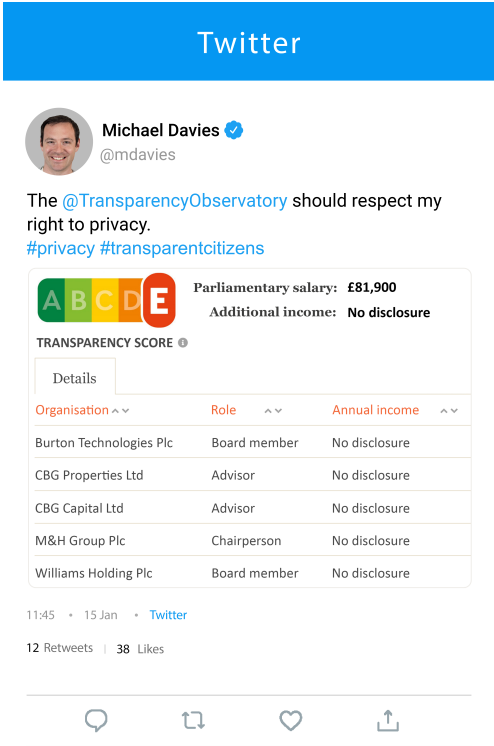 Twitter
Michael Davies
@mdavies
The @TransparencyObservatory should respect my
right to privacy.
#privacy #transparentcitizens
A B C D E
Parliamentary salary: £81,900
Additional income: No disclosure
TRANSPARENCY SCORE
Details
Organisation Role Annual income
Burton Technologies Plc Board member No disclosure
CBG Properties Ltd Advisor No disclosure
CBG Capital Ltd Advisor No disclosure
M&H Group Plc Chairperson No disclosure
Williams Holding Plc Board member No disclosure
11:45 • 15 Jan • Twitter
12 Retweets | 38 Likes